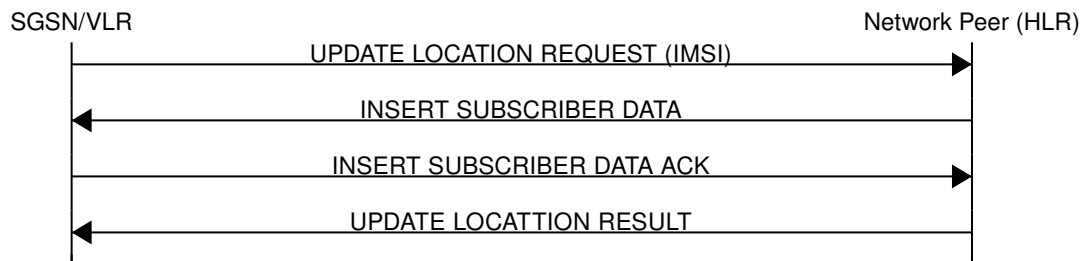 SGSN/VLR
Network Peer (HLR)
UPDATE LOCATION REQUEST (IMSI)
INSERT SUBSCRIBER DATA
INSERT SUBSCRIBER DATA ACK
UPDATE LOCATTION RESULT